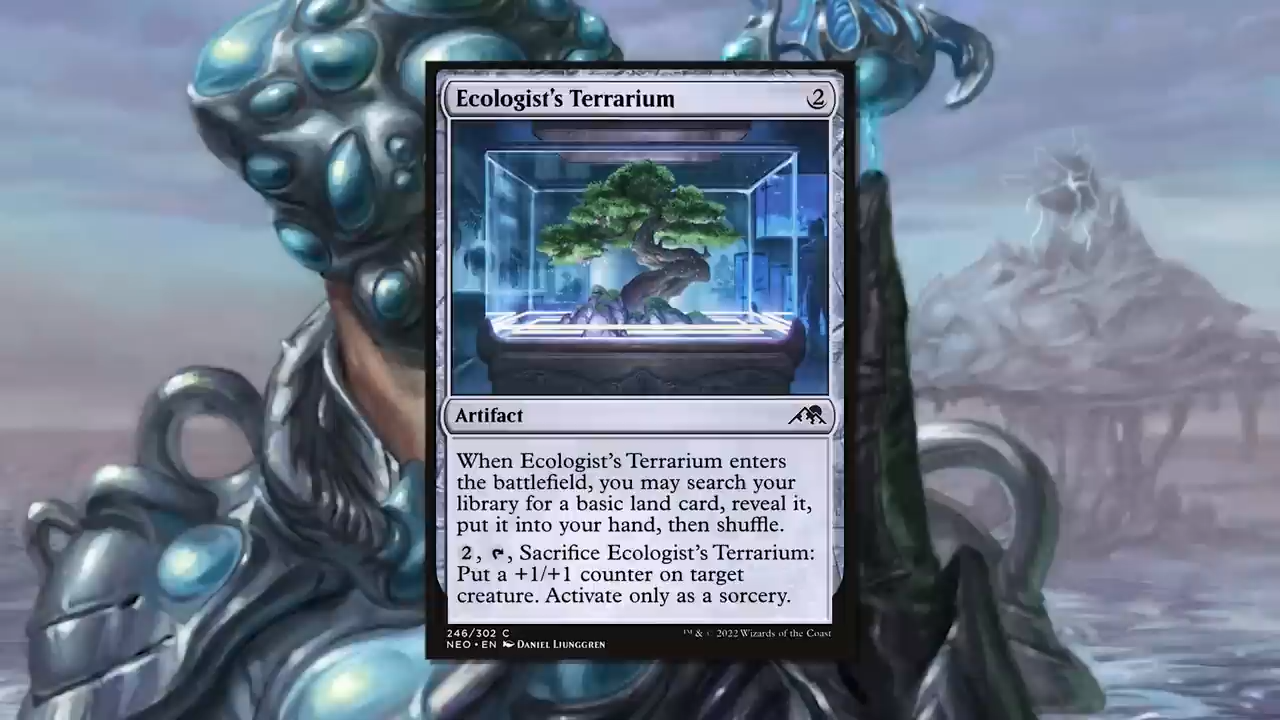 Ecologist's Terrarium 2
Artifact
When Ecologist's Terrarium enters
the battlefield, you may search your
library for a basic land card, reveal it,
put it into your hand, then shuffle.
2, , Sacrifice Ecologist's Terrarium:
Put a +1/+1 counter on target
creature. Activate only as a sorcery.
246/302 C
NEO • EN Daniel Ljunggren
™ & © 2022 Wizards of the Coast